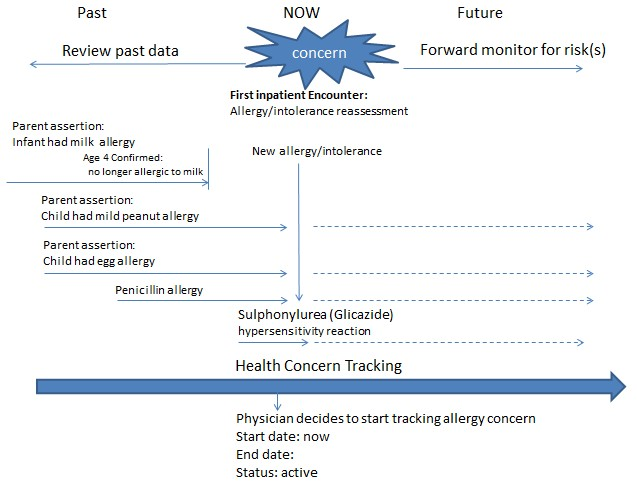 Past
NOW
Future
Review past data
concern
Forward monitor for risk(s)
First inpatient Encounter:
Allergy/intolerance reassessment
Parent assertion:
Infant had milk allergy
Age 4 Confirmed:
no longer allergic to milk
New allergy/intolerance
Parent assertion:
Child had mild peanut allergy
Parent assertion:
Child had egg allergy
Penicillin allergy
Sulphonylurea (Glicazide)
hypersensitivity reaction
Health Concern Tracking
Physician decides to start tracking allergy concern
Start date: now
End date:
Status: active